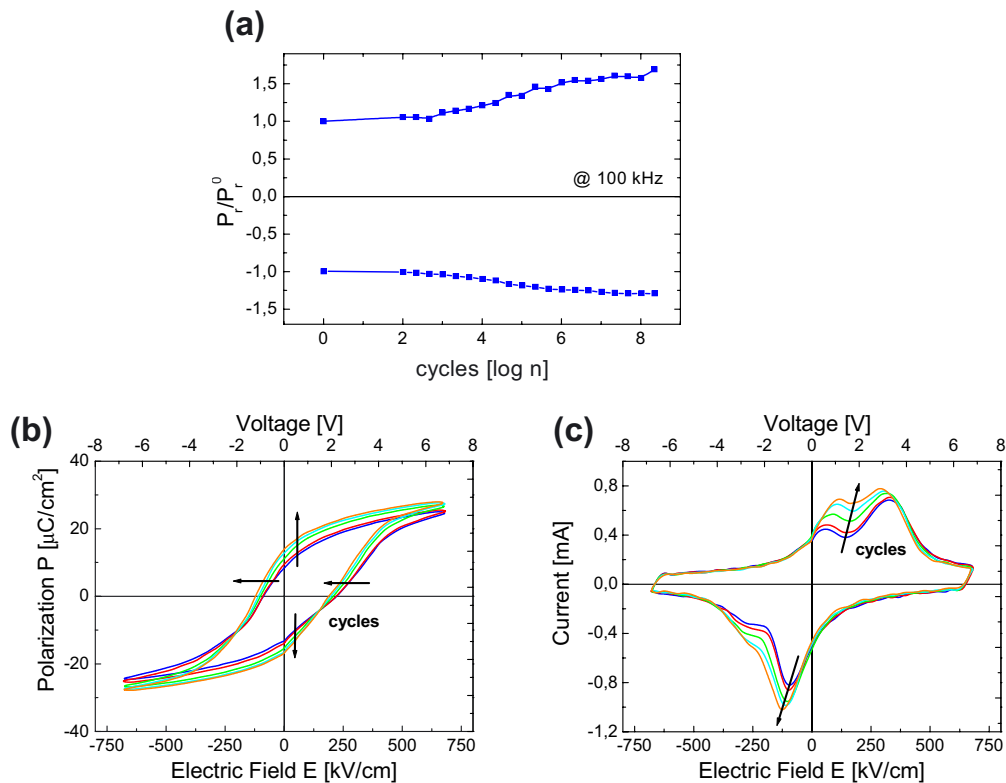 (a)
1,5
1,0
0,5
0,0
-0,5
-1,0
-1,5
P_r/P_r^0
@ 100 kHz
0 2 4 6 8
cycles [log n]
(b)
Voltage [V]
-8 -6 -4 -2 0 2 4 6 8
40
20
0
-20
-40
Polarization P [µC/cm²]
cycles
-750 -500 -250 0 250 500 750
Electric Field E [kV/cm]
(c)
Voltage [V]
-8 -6 -4 -2 0 2 4 6 8
0,8
0,4
0,0
-0,4
-0,8
-1,2
Current [mA]
cycles
-750 -500 -250 0 250 500 750
Electric Field E [kV/cm]